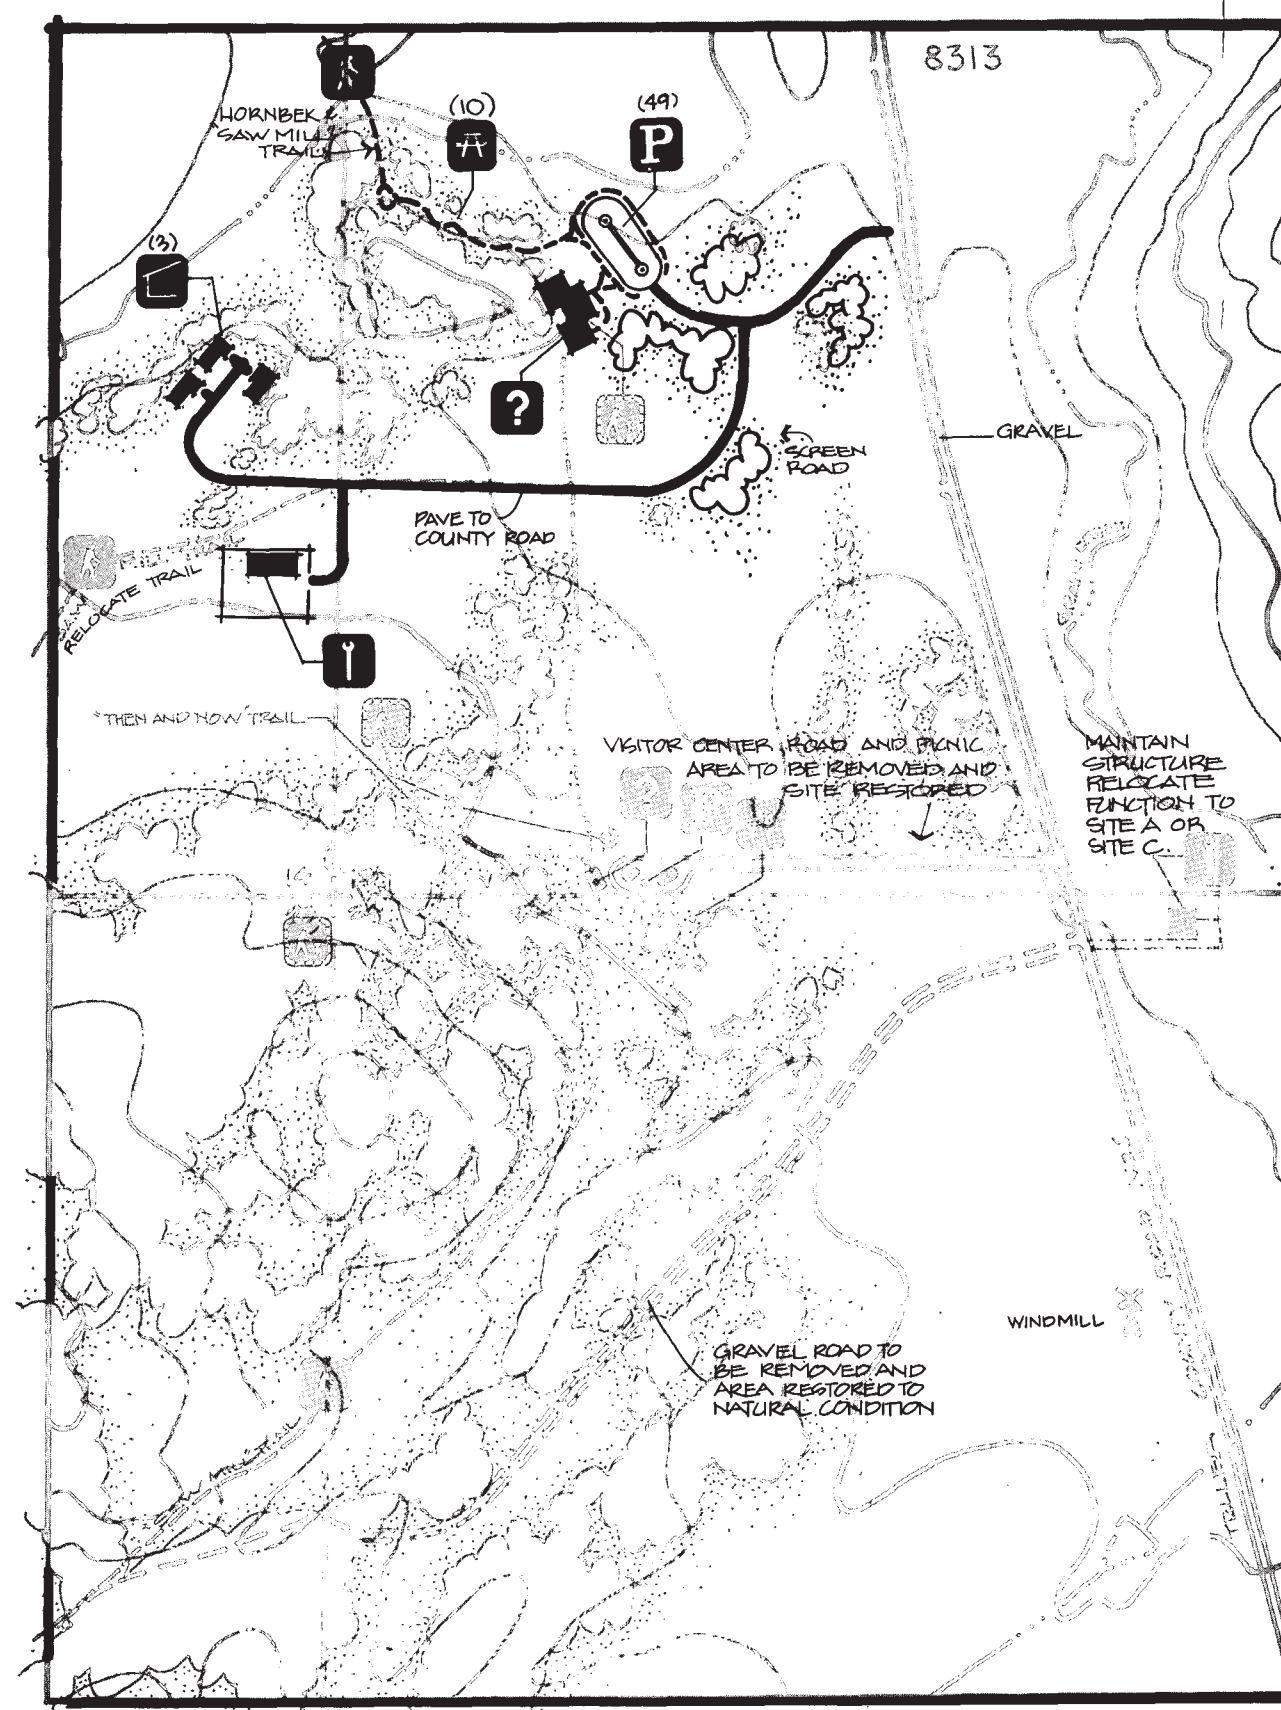 8313
HORNBEK &
SAW MILL
TRAIL
(10)
(49)
P
(3)
?
GRAVEL
SCREEN
ROAD
PAVE TO
COUNTY ROAD
RELOCATE TRAIL
"THEN AND NOW" TRAIL
VISITOR CENTER, ROAD AND PICNIC
AREA TO BE REMOVED AND
SITE RESTORED
MAINTAIN
STRUCTURE
RELOCATE
FUNCTION TO
SITE A OR
SITE C.
16
?
WINDMILL
GRAVEL ROAD TO
BE REMOVED AND
AREA RESTORED TO
NATURAL CONDITION